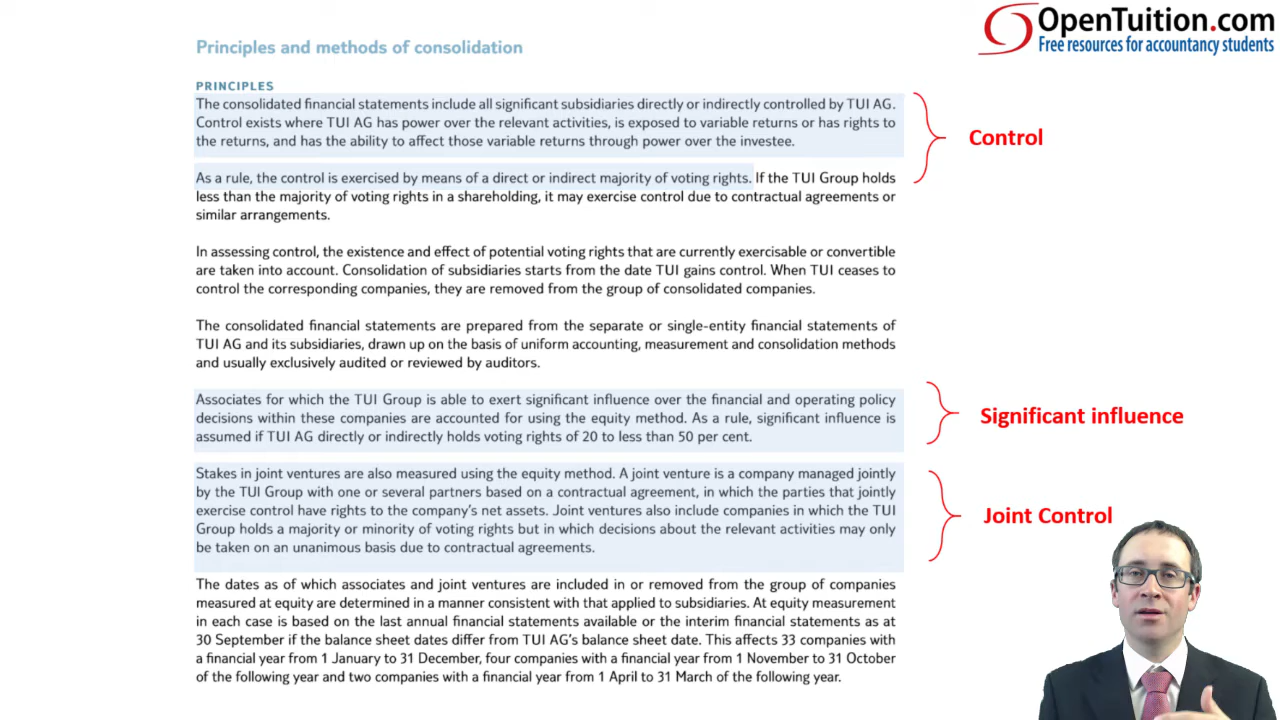 OpenTuition.com
Free resources for accountancy students
Principles and methods of consolidation
PRINCIPLES
The consolidated financial statements include all significant subsidiaries directly or indirectly controlled by TUI AG.
Control exists where TUI AG has power over the relevant activities, is exposed to variable returns or has rights to
the returns, and has the ability to affect those variable returns through power over the investee.
Control
As a rule, the control is exercised by means of a direct or indirect majority of voting rights. If the TUI Group holds
less than the majority of voting rights in a shareholding, it may exercise control due to contractual agreements or
similar arrangements.
In assessing control, the existence and effect of potential voting rights that are currently exercisable or convertible
are taken into account. Consolidation of subsidiaries starts from the date TUI gains control. When TUI ceases to
control the corresponding companies, they are removed from the group of consolidated companies.
The consolidated financial statements are prepared from the separate or single-entity financial statements of
TUI AG and its subsidiaries, drawn up on the basis of uniform accounting, measurement and consolidation methods
and usually exclusively audited or reviewed by auditors.
Associates for which the TUI Group is able to exert significant influence over the financial and operating policy
decisions within these companies are accounted for using the equity method. As a rule, significant influence is
assumed if TUI AG directly or indirectly holds voting rights of 20 to less than 50 per cent.
Significant influence
Stakes in joint ventures are also measured using the equity method. A joint venture is a company managed jointly
by the TUI Group with one or several partners based on a contractual agreement, in which the parties that jointly
exercise control have rights to the company's net assets. Joint ventures also include companies in which the TUI
Group holds a majority or minority of voting rights but in which decisions about the relevant activities may only
be taken on an unanimous basis due to contractual agreements.
Joint Control
The dates as of which associates and joint ventures are included in or removed from the group of companies
measured at equity are determined in a manner consistent with that applied to subsidiaries. At equity measurement
in each case is based on the last annual financial statements available or the interim financial statements as at
30 September if the balance sheet dates differ from TUI AG's balance sheet date. This affects 33 companies with
a financial year from 1 January to 31 December, four companies with a financial year from 1 November to 31 October
of the following year and two companies with a financial year from 1 April to 31 March of the following year.